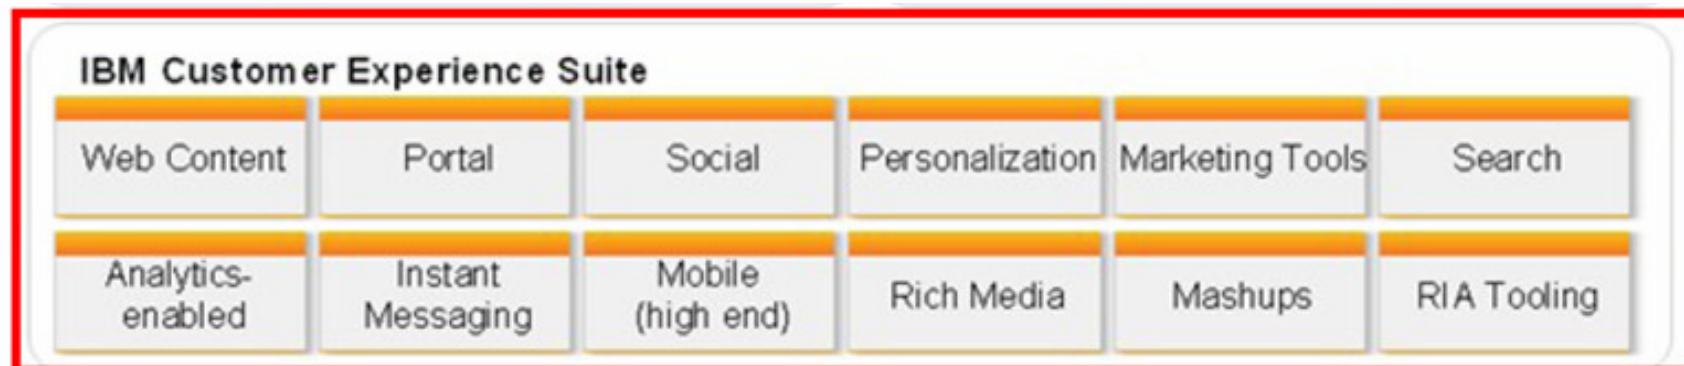 IBM Customer Experience Suite
Web Content
Portal
Social
Personalization
Marketing Tools
Search
Analytics-
enabled
Instant
Messaging
Mobile
(high end)
Rich Media
Mashups
RIA Tooling